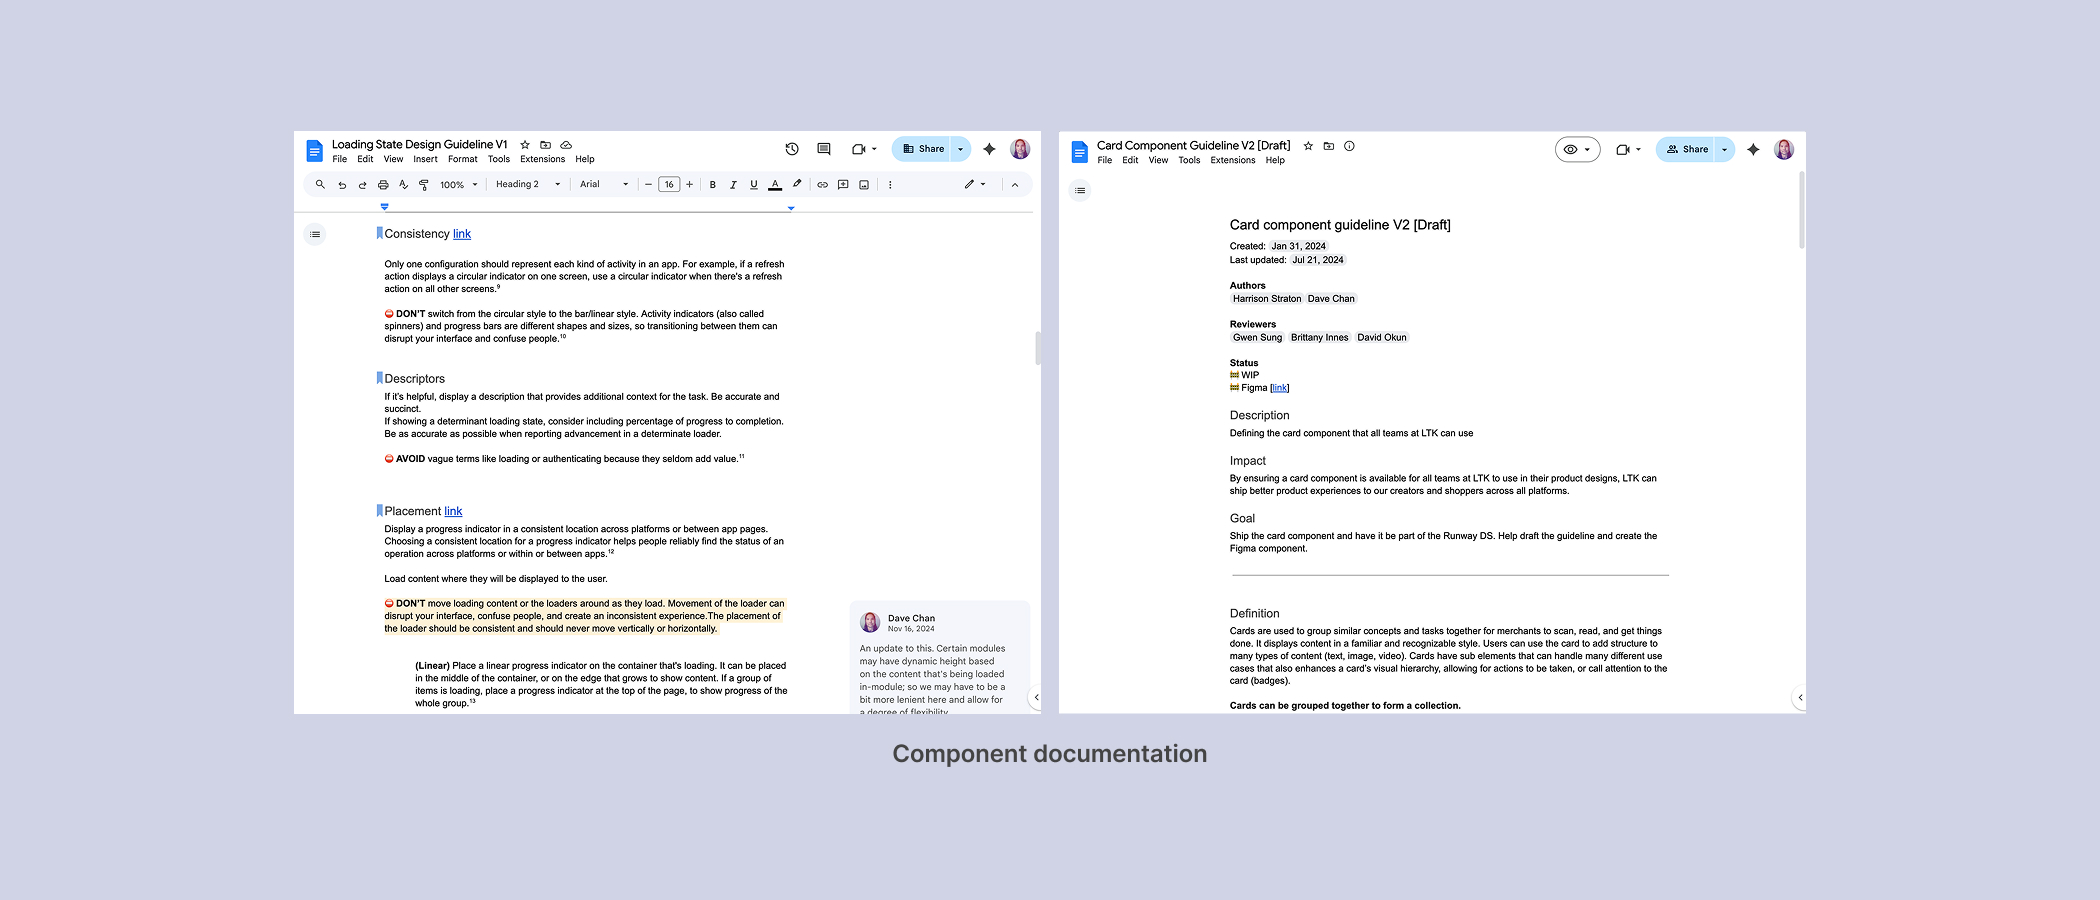 Loading State Design Guideline V1
File Edit View Insert Format Tools Extensions Help
Share
100% Heading 2 Arial 16 B I U A
Consistency link
Only one configuration should represent each kind of activity in an app. For example, if a refresh
action displays a circular indicator on one screen, use a circular indicator when there's a refresh
action on all other screens.9
DON'T switch from the circular style to the bar/linear style. Activity indicators (also called
spinners) and progress bars are different shapes and sizes, so transitioning between them can
disrupt your interface and confuse people.10
Descriptors
If it's helpful, display a description that provides additional context for the task. Be accurate and
succinct.
If showing a determinant loading state, consider including percentage of progress to completion.
Be as accurate as possible when reporting advancement in a determinate loader.
AVOID vague terms like loading or authenticating because they seldom add value.11
Placement link
Display a progress indicator in a consistent location across platforms or between app pages.
Choosing a consistent location for a progress indicator helps people reliably find the status of an
operation across platforms or within or between apps.12
Load content where they will be displayed to the user.
DON'T move loading content or the loaders around as they load. Movement of the loader can
disrupt your interface, confuse people, and create an inconsistent experience.The placement of
the loader should be consistent and should never move vertically or horizontally.
(Linear) Place a linear progress indicator on the container that's loading. It can be placed
in the middle of the container, or on the edge that grows to show content. If a group of
items is loading, place a progress indicator at the top of the page, to show progress of the
whole group.13
Dave Chan
Nov 16, 2024
An update to this. Certain modules
may have dynamic height based
on the content that's being loaded
in-module; so we may have to be a
bit more lenient here and allow for
a degree of flexibility
Card Component Guideline V2 [Draft]
File Edit View Tools Extensions Help
Share
Card component guideline V2 [Draft]
Created: Jan 31, 2024
Last updated: Jul 21, 2024
Authors
Harrison Straton Dave Chan
Reviewers
Gwen Sung Brittany Innes David Okun
Status
WIP
Figma [link]
Description
Defining the card component that all teams at LTK can use
Impact
By ensuring a card component is available for all teams at LTK to use in their product designs, LTK can
ship better product experiences to our creators and shoppers across all platforms.
Goal
Ship the card component and have it be part of the Runway DS. Help draft the guideline and create the
Figma component.
Definition
Cards are used to group similar concepts and tasks together for merchants to scan, read, and get things
done. It displays content in a familiar and recognizable style. Users can use the card to add structure to
many types of content (text, image, video). Cards have sub elements that can handle many different use
cases that also enhances a card's visual hierarchy, allowing for actions to be taken, or call attention to the
card (badges).
Cards can be grouped together to form a collection.
Component documentation